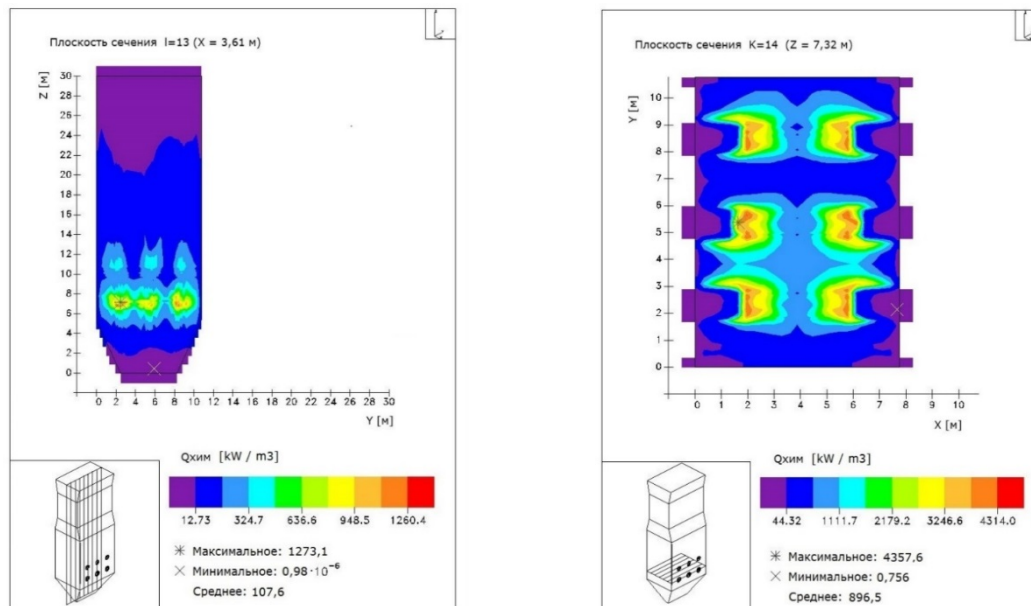 Плоскость сечения I=13 (X = 3,61 м)
Z [м]
30
28
26
24
22
20
18
16
14
12
10
8
6
4
2
0
0 2 4 6 8 10 12 14 16 18 20 22 24 26 28 30
Y [м]
Qхим [kW / m3]
12.73 324.7 636.6 948.5 1260.4
Максимальное: 1273,1
Минимальное: 0,98·10⁻⁶
Среднее: 107,6
Плоскость сечения K=14 (Z = 7,32 м)
Y [м]
10
9
8
7
6
5
4
3
2
1
0
0 1 2 3 4 5 6 7 8 9 10
X [м]
Qхим [kW / m3]
44.32 1111.7 2179.2 3246.6 4314.0
Максимальное: 4357,6
Минимальное: 0,756
Среднее: 896,5